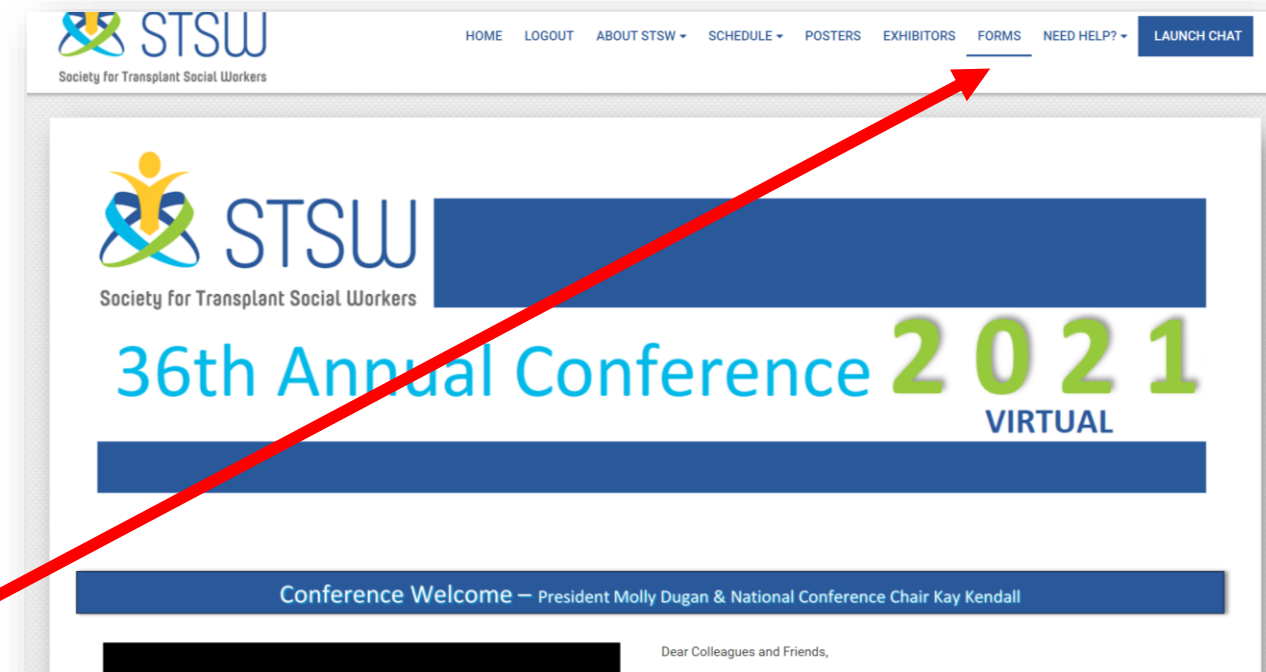 STSW
Society for Transplant Social Workers
HOME LOGOUT ABOUT STSW SCHEDULE POSTERS EXHIBITORS FORMS NEED HELP? LAUNCH CHAT
STSW
Society for Transplant Social Workers
36th Annual Conference 2021
VIRTUAL
Conference Welcome – President Molly Dugan & National Conference Chair Kay Kendall
Dear Colleagues and Friends,